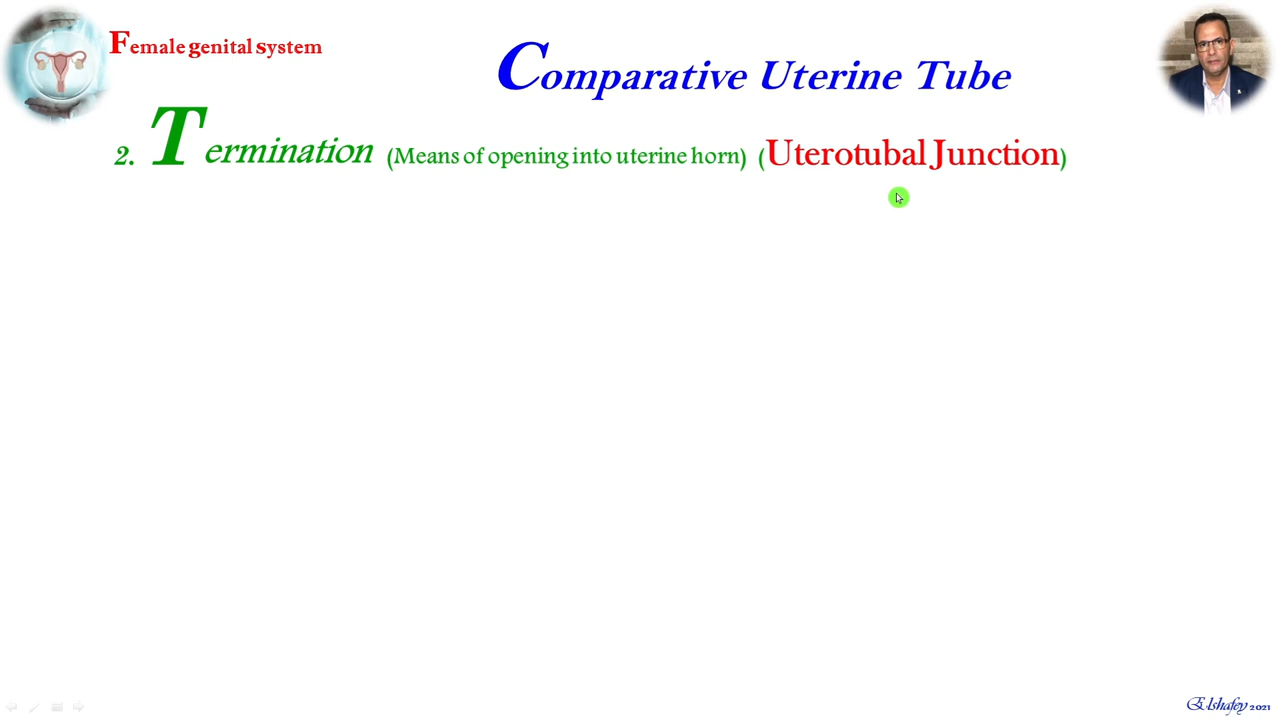 Female genital system
Comparative Uterine Tube
2. Termination (Means of opening into uterine horn) (Uterotubal Junction)
Elshafey 2021